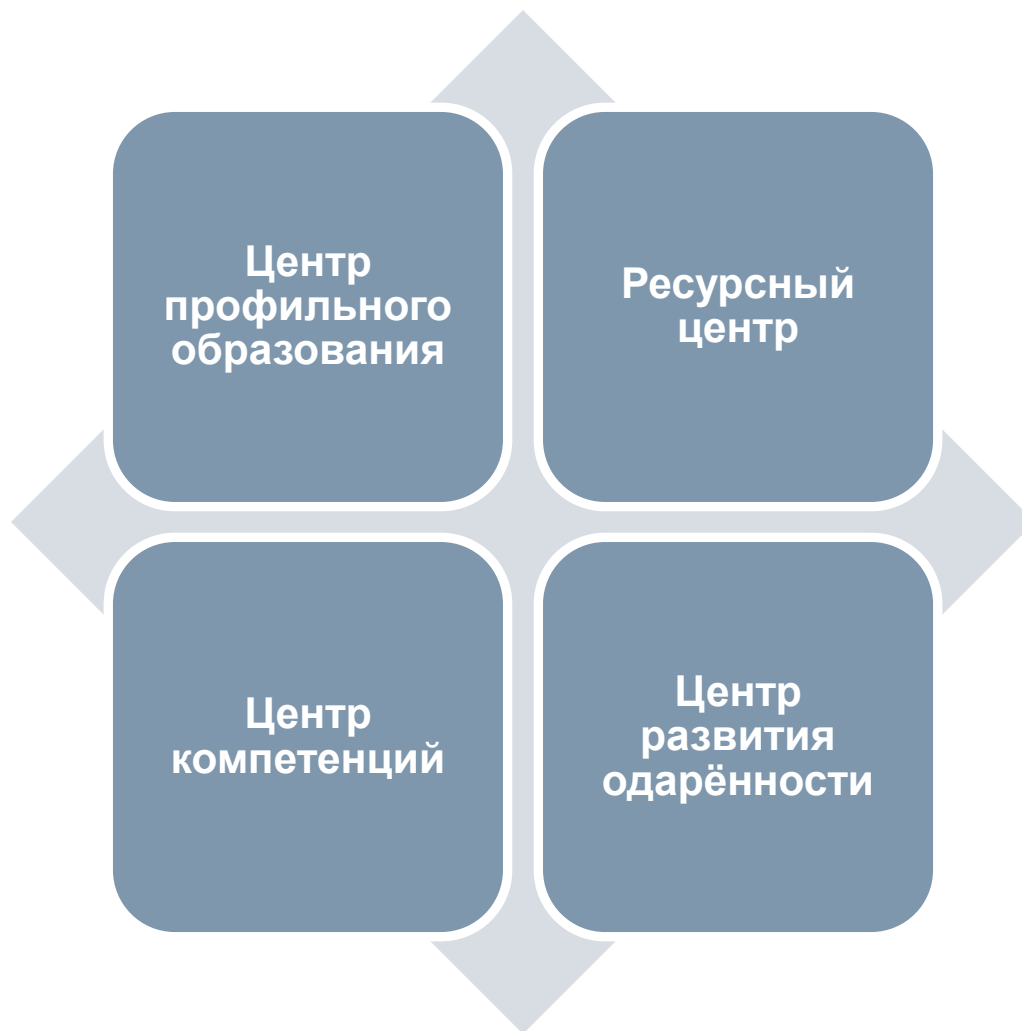 Центр
профильного
образования
Ресурсный
центр
Центр
компетенций
Центр
развития
одарённости